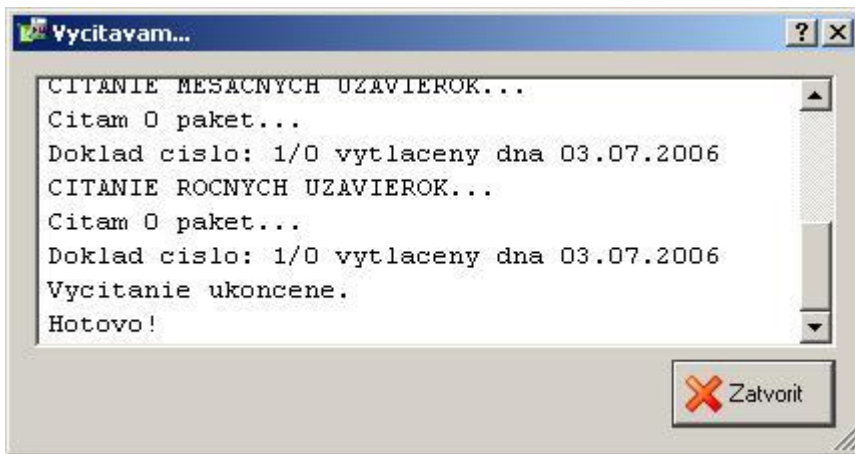 Vycitavam...
CITANIE MESACNYCH UZAVIEROK...
Citam 0 paket...
Doklad cislo: 1/0 vytlaceny dna 03.07.2006
CITANIE ROCNYCH UZAVIEROK...
Citam 0 paket...
Doklad cislo: 1/0 vytlaceny dna 03.07.2006
Vycitanie ukoncene.
Hotovo!
Zatvorit